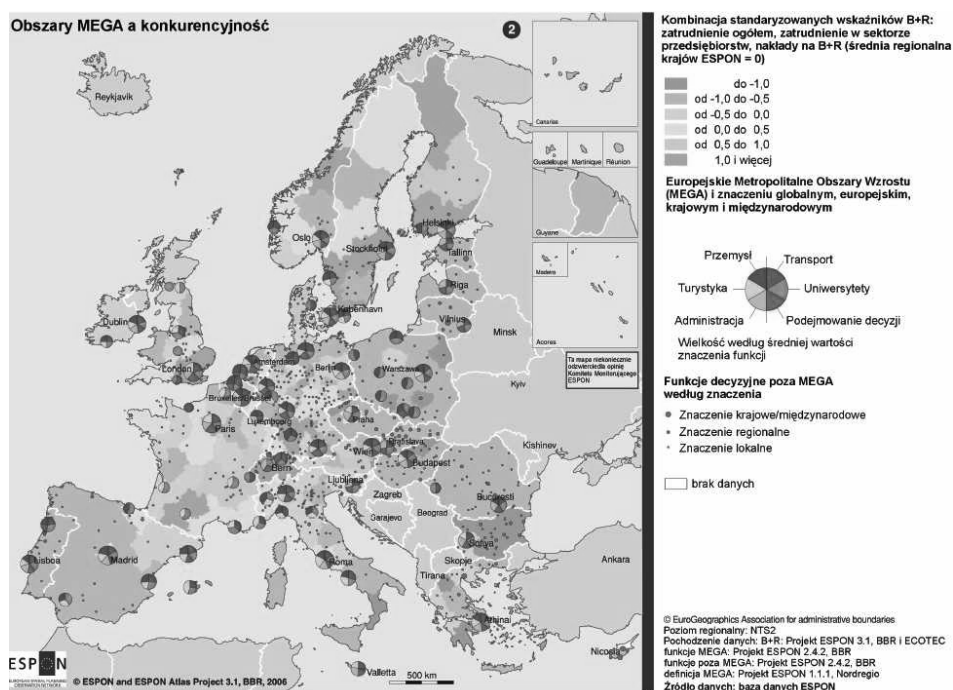 Obszary MEGA a konkurencyjność
2
Reykjavik
Canarias
Guadeloupe
Martinique
Réunion
Guyane
Madeira
Acores
Ta mapa niekoniecznie
odzwierciedla opinię
Komitetu Monitorującego
ESPON
Helsinki
Oslo
Stockholm
Tallinn
Riga
København
Vilnius
Minsk
Dublin
London
Amsterdam
Berlin
Warszawa
Kyiv
Bruxelles/Brussel
Luxembourg
Praha
Paris
Wien
Bratislava
Budapest
Kishinev
Bern
Ljubljana
Zagreb
Bucuresti
Sarajevo
Beograd
Sofiya
Skopje
Ankara
Lisboa
Madrid
Roma
Tirana
Athinai
Nicosia
Valletta
500 km
ESPON
© ESPON and ESPON Atlas Project 3.1, BBR, 2006
Kombinacja standaryzowanych wskaźników B+R:
zatrudnienie ogółem, zatrudnienie w sektorze
przedsiębiorstw, nakłady na B+R (średnia regionalna
krajów ESPON = 0)
do -1,0
od -1,0 do -0,5
od -0,5 do 0,0
od 0,0 do 0,5
od 0,5 do 1,0
1,0 i więcej
Europejskie Metropolitalne Obszary Wzrostu
(MEGA) i znaczeniu globalnym, europejskim,
krajowym i międzynarodowym
Przemysł
Transport
Turystyka
Uniwersytety
Administracja
Podejmowanie decyzji
Wielkość według średniej wartości
znaczenia funkcji
Funkcje decyzyjne poza MEGA
według znaczenia
Znaczenie krajowe/międzynarodowe
Znaczenie regionalne
Znaczenie lokalne
brak danych
© EuroGeographics Association for administrative boundaries
Poziom regionalny: NTS2
Pochodzenie danych: B+R: Projekt ESPON 3.1, BBR i ECOTEC
funkcje MEGA: Projekt ESPON 2.4.2, BBR
funkcje poza MEGA: Projekt ESPON 2.4.2, BBR
definicja MEGA: Projekt ESPON 1.1.1, Nordregio
Źródło danych: baza danych ESPON